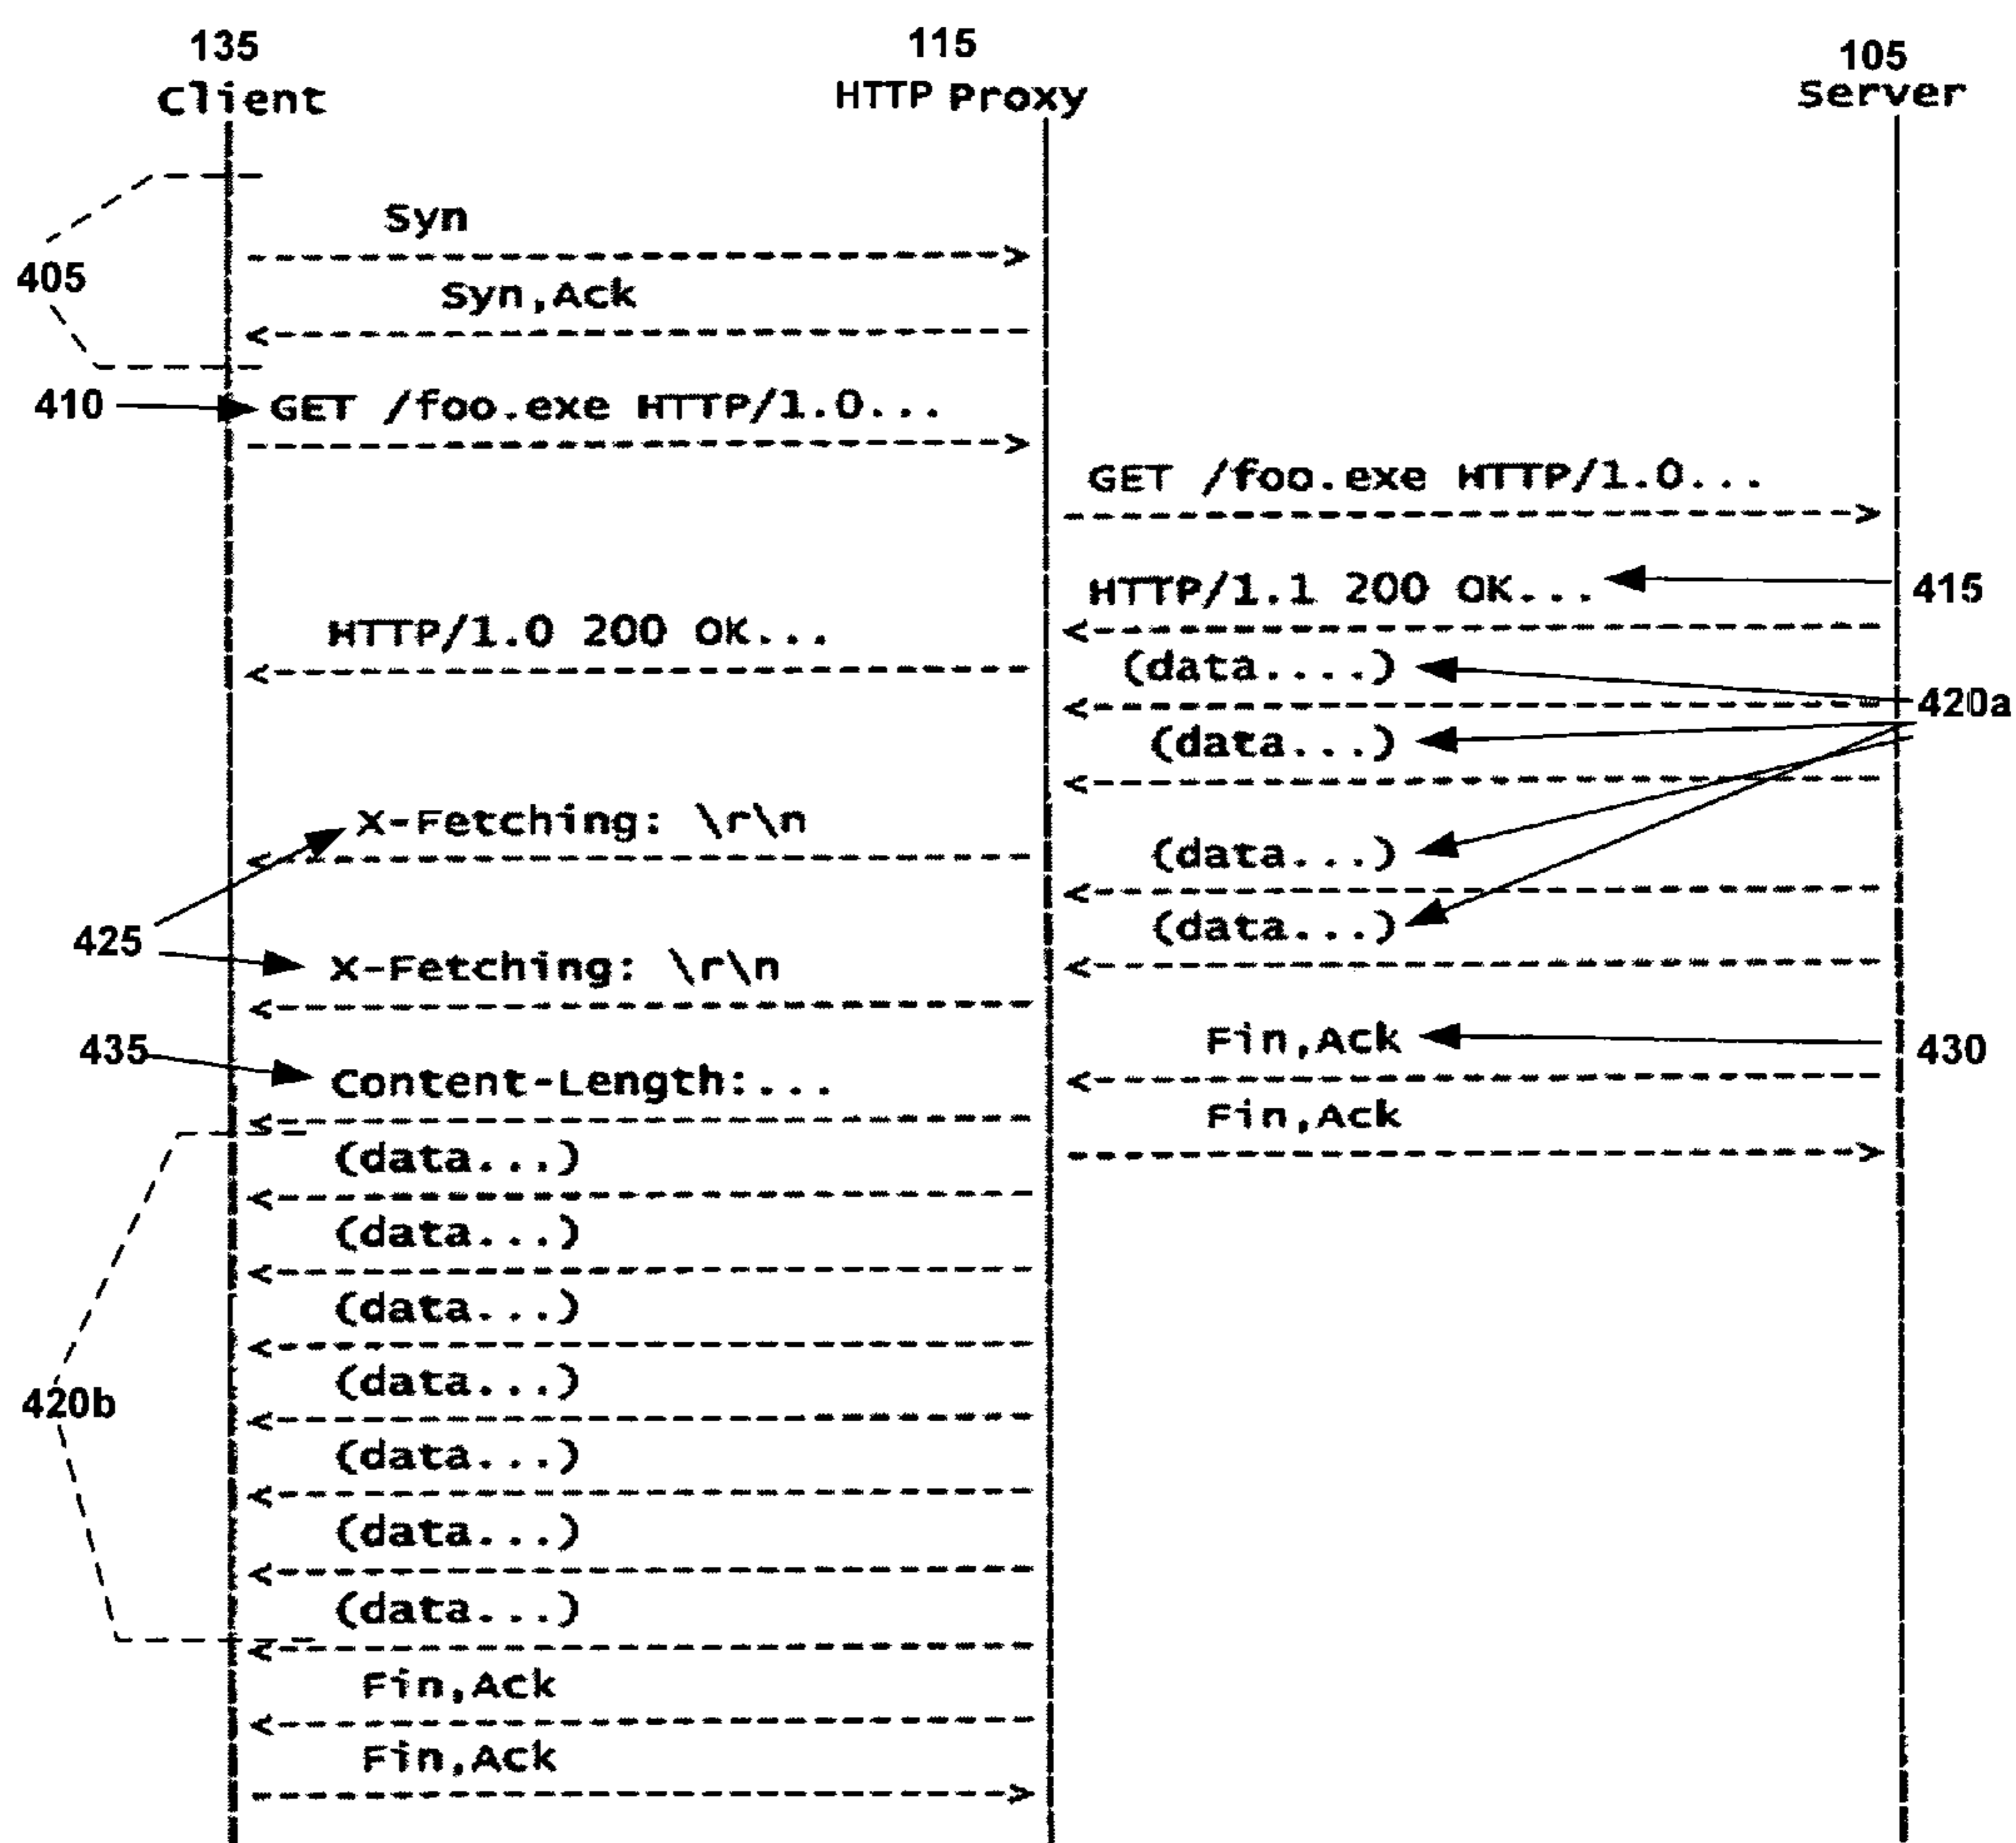 135
Client
115
HTTP Proxy
105
Server
Syn
405
Syn,Ack
410
GET /foo.exe HTTP/1.0...
GET /foo.exe HTTP/1.0...
HTTP/1.1 200 OK...
415
HTTP/1.0 200 OK...
(data....)
420a
(data...)
X-Fetching: \r\n
(data...)
(data...)
425
X-Fetching: \r\n
Fin,Ack
430
435
Content-Length:...
Fin,Ack
(data...)
(data...)
(data...)
(data...)
420b
(data...)
(data...)
(data...)
Fin,Ack
Fin,Ack